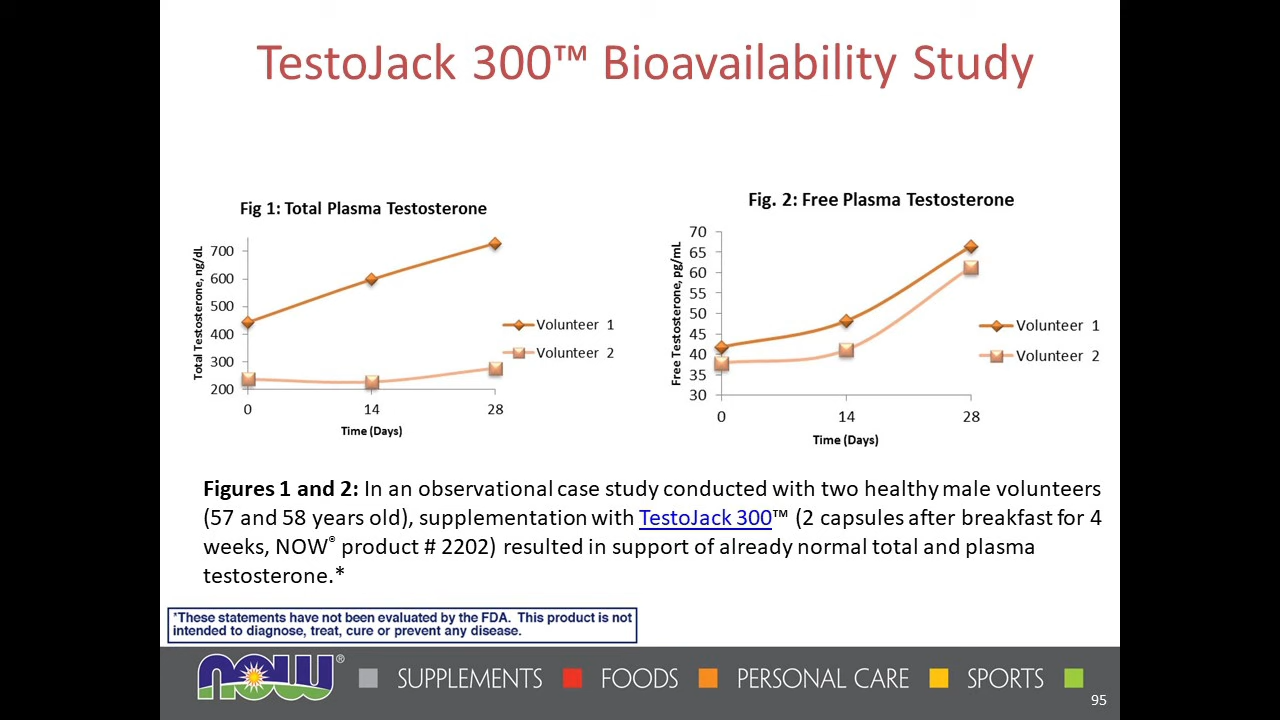 TestoJack 300™ Bioavailability Study
Fig 1: Total Plasma Testosterone
Total Testosterone, ng/dL
700
600
500
400
300
200
0 14 28
Time (Days)
Volunteer 1
Volunteer 2
Fig. 2: Free Plasma Testosterone
Free Testosterone, pg/mL
70
65
60
55
50
45
40
35
30
0 14 28
Time (Days)
Volunteer 1
Volunteer 2
Figures 1 and 2: In an observational case study conducted with two healthy male volunteers
(57 and 58 years old), supplementation with TestoJack 300™ (2 capsules after breakfast for 4
weeks, NOW® product # 2202) resulted in support of already normal total and plasma
testosterone.*
*These statements have not been evaluated by the FDA. This product is not
intended to diagnose, treat, cure or prevent any disease.
now® SUPPLEMENTS FOODS PERSONAL CARE SPORTS
95